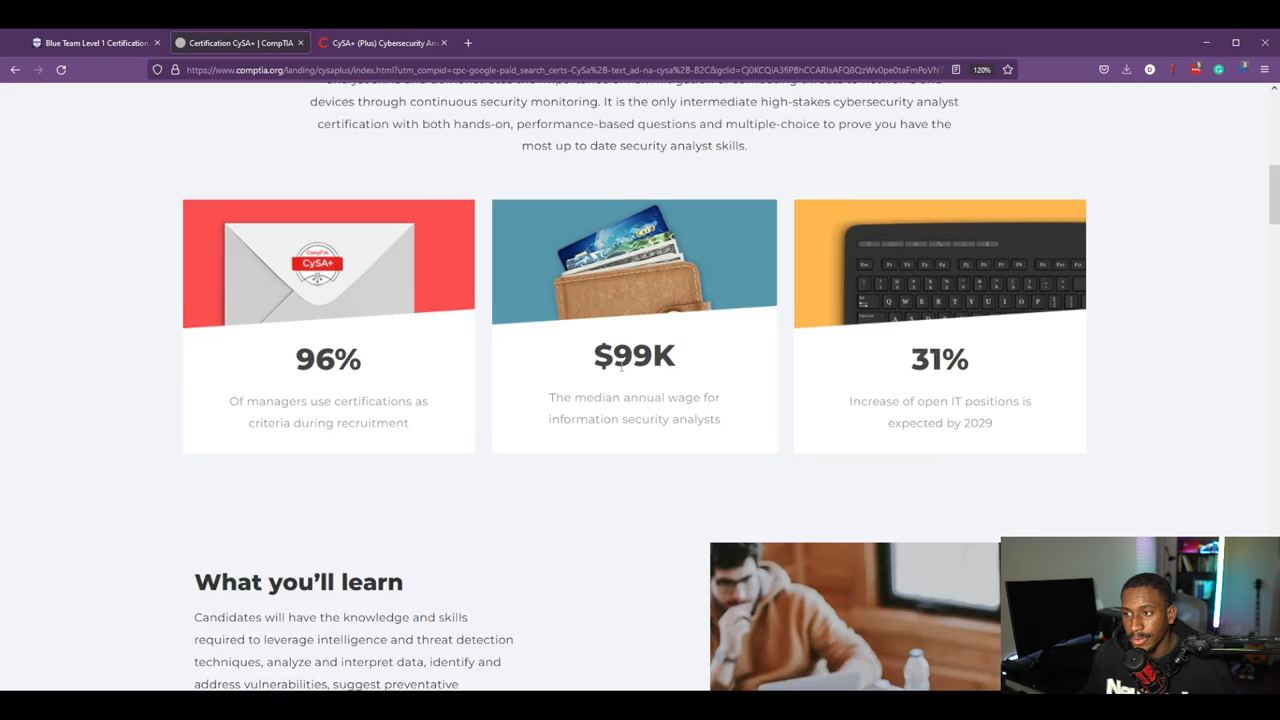 Blue Team Level 1 Certification
Certification CySA+ | CompTIA
CySA+ (Plus) Cybersecurity Ana
120%
devices through continuous security monitoring. It is the only intermediate high-stakes cybersecurity analyst
certification with both hands-on, performance-based questions and multiple-choice to prove you have the
most up to date security analyst skills.
CompTIA
CySA+
96%
Of managers use certifications as
criteria during recruitment
$99K
The median annual wage for
information security analysts
31%
Increase of open IT positions is
expected by 2029
What you'll learn
Candidates will have the knowledge and skills
required to leverage intelligence and threat detection
techniques, analyze and interpret data, identify and
address vulnerabilities, suggest preventative